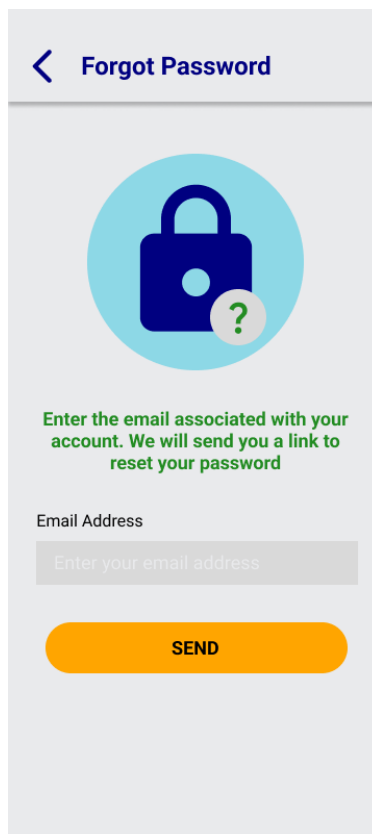 Forgot Password
?
Enter the email associated with your
account. We will send you a link to
reset your password
Email Address
Enter your email address
SEND